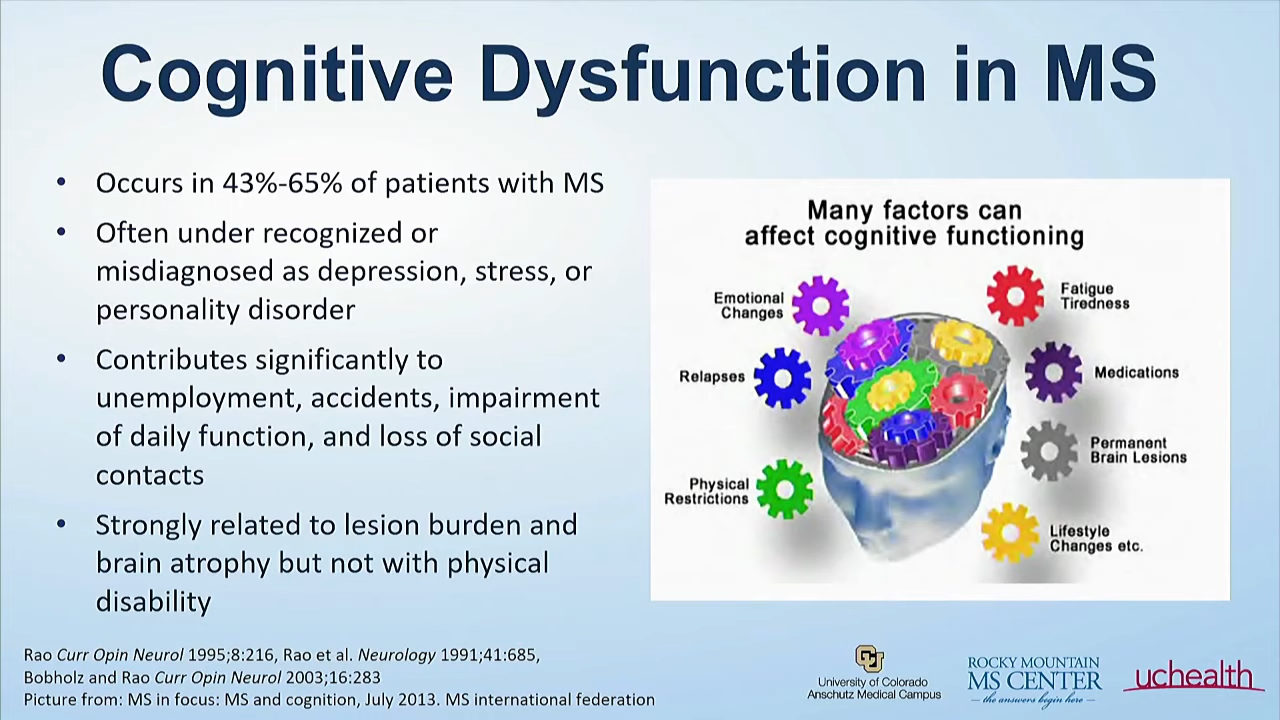 Cognitive Dysfunction in MS
• Occurs in 43%-65% of patients with MS
• Often under recognized or
misdiagnosed as depression, stress, or
personality disorder
• Contributes significantly to
unemployment, accidents, impairment
of daily function, and loss of social
contacts
• Strongly related to lesion burden and
brain atrophy but not with physical
disability
Many factors can
affect cognitive functioning
Emotional
Changes
Fatigue
Tiredness
Relapses
Medications
Permanent
Brain Lesions
Physical
Restrictions
Lifestyle
Changes etc.
Rao Curr Opin Neurol 1995;8:216, Rao et al. Neurology 1991;41:685,
Bobholz and Rao Curr Opin Neurol 2003;16:283
Picture from: MS in focus: MS and cognition, July 2013. MS international federation
CU
University of Colorado
Anschutz Medical Campus
ROCKY MOUNTAIN
MS CENTER
— the answers begin here —
uchealth